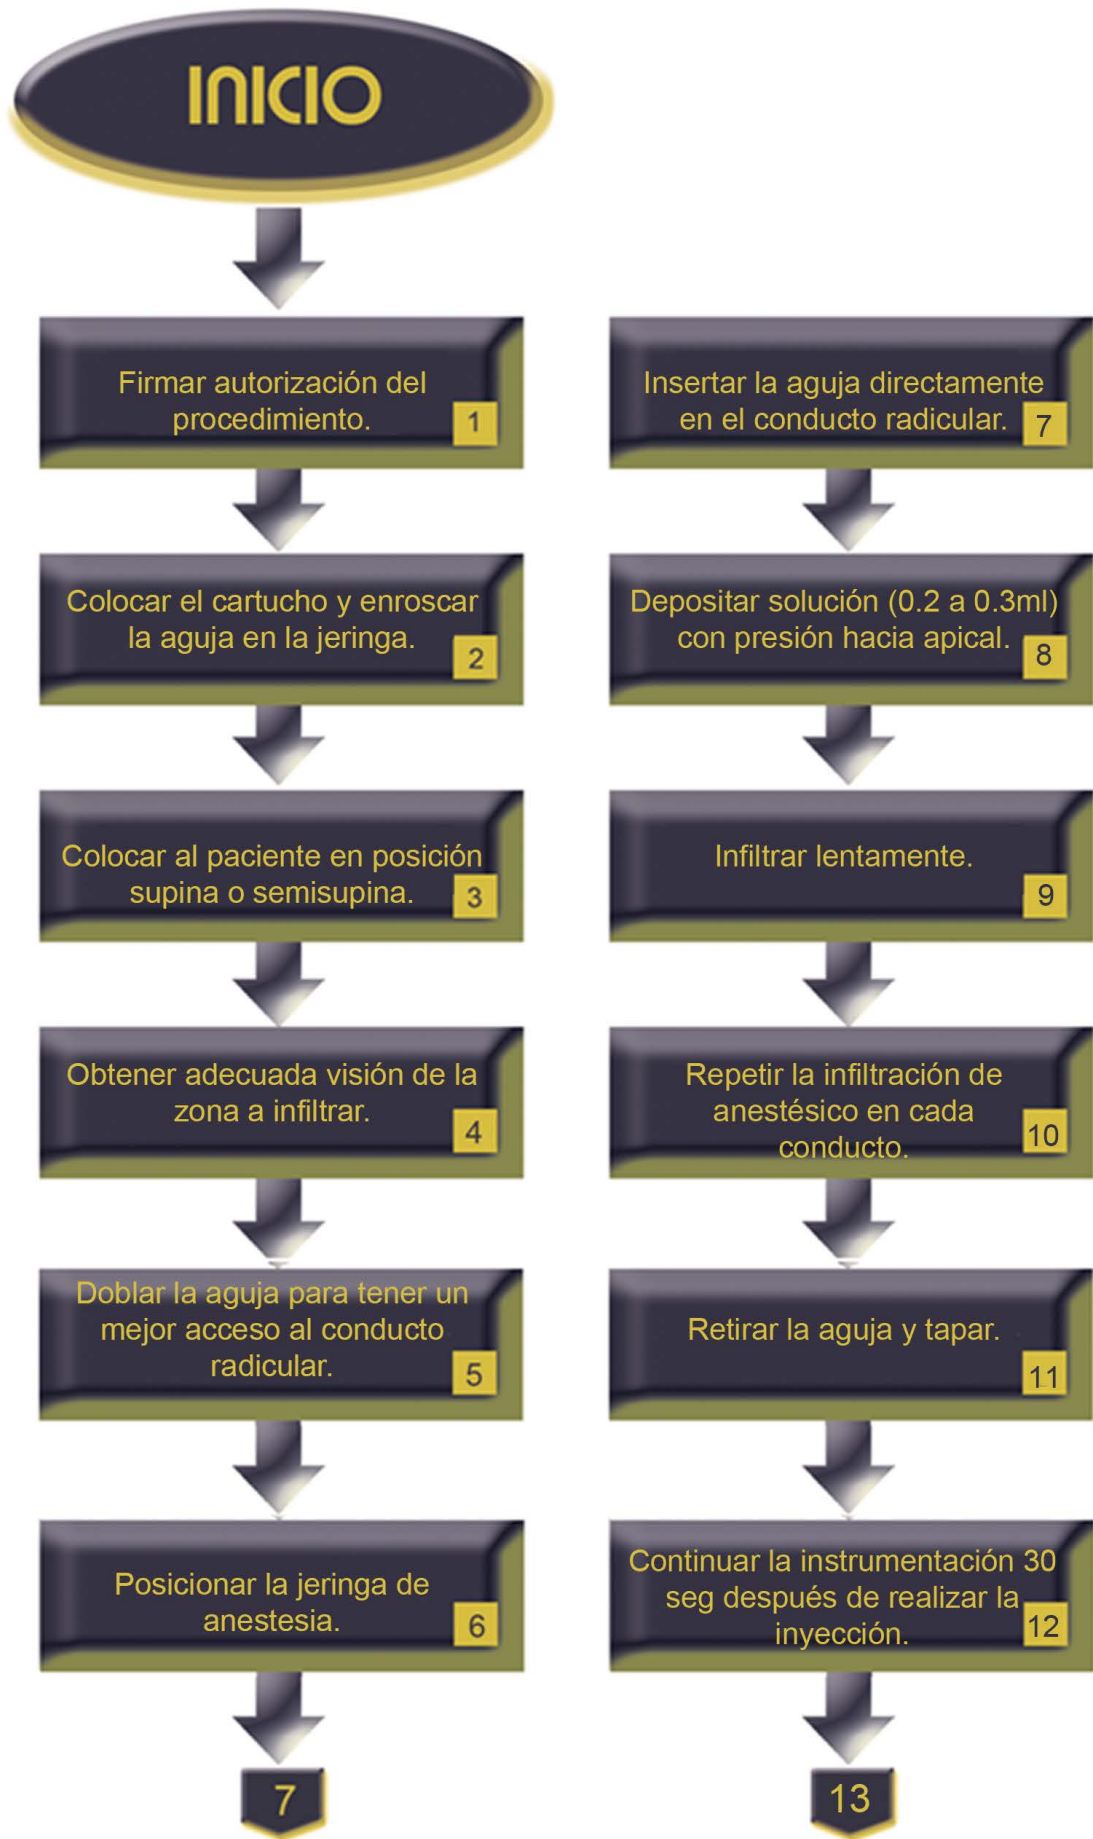 INICIO
Firmar autorización del
procedimiento.
1
Colocar el cartucho y enroscar
la aguja en la jeringa.
2
Colocar al paciente en posición
supina o semisupina.
3
Obtener adecuada visión de la
zona a infiltrar.
4
Doblar la aguja para tener un
mejor acceso al conducto
radicular.
5
Posicionar la jeringa de
anestesia.
6
7
Insertar la aguja directamente
en el conducto radicular.
7
Depositar solución (0.2 a 0.3ml)
con presión hacia apical.
8
Infiltrar lentamente.
9
Repetir la infiltración de
anestésico en cada
conducto.
10
Retirar la aguja y tapar.
11
Continuar la instrumentación 30
seg después de realizar la
inyección.
12
13